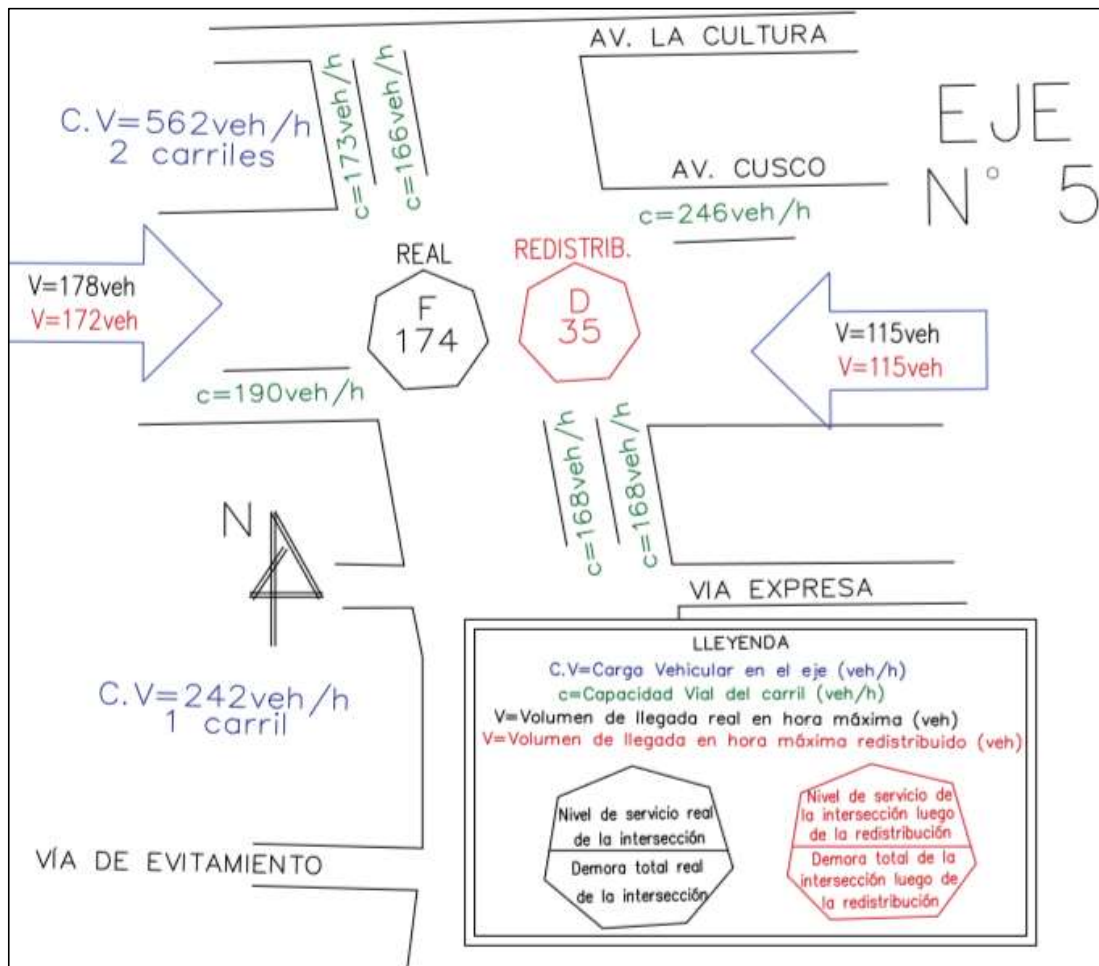 AV. LA CULTURA
EJE
N° 5
C.V=562veh/h
2 carriles
c=173veh/h
c=166veh/h
AV. CUSCO
c=246veh/h
REAL
REDISTRIB.
V=178veh
V=172veh
F
174
D
35
V=115veh
V=115veh
c=190veh/h
c=168veh/h
c=168veh/h
N
VIA EXPRESA
C.V=242veh/h
1 carril
LLEYENDA
C.V=Carga Vehicular en el eje (veh/h)
c=Capacidad Vial del carril (veh/h)
V=Volumen de llegada real en hora máxima (veh)
V=Volumen de llegada en hora máxima redistribuido (veh)
Nivel de servicio real
de la intersección
Demora total real
de la intersección
Nivel de servicio de
la intersección luego
de la redistribución
Demora total de la
intersección luego de
la redistribución
VÍA DE EVITAMIENTO